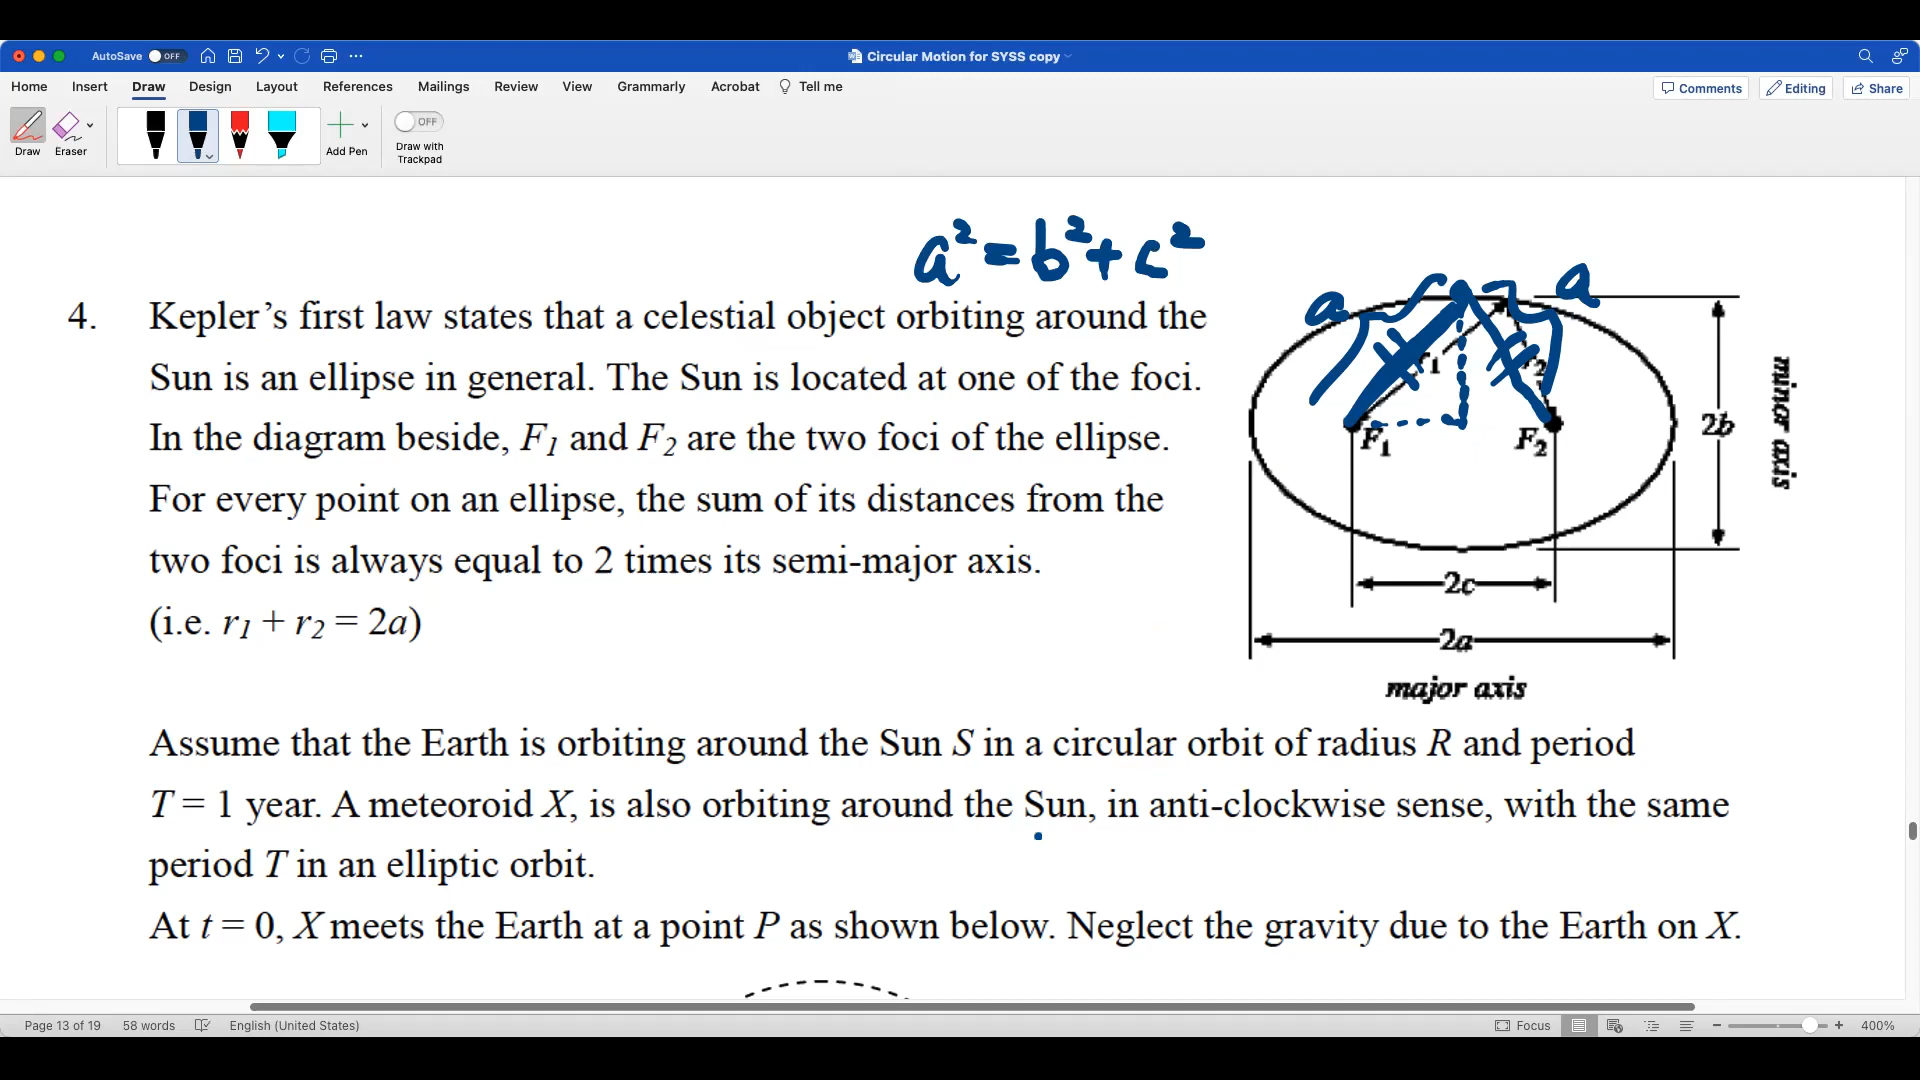 AutoSave OFF
Circular Motion for SYSS copy
Home Insert Draw Design Layout References Mailings Review View Grammarly Acrobat Tell me
Comments Editing Share
Draw Eraser Add Pen OFF Draw with Trackpad
a² = b² + c²
4. Kepler’s first law states that a celestial object orbiting around the
Sun is an ellipse in general. The Sun is located at one of the foci.
In the diagram beside, F₁ and F₂ are the two foci of the ellipse.
For every point on an ellipse, the sum of its distances from the
two foci is always equal to 2 times its semi-major axis.
(i.e. r₁ + r₂ = 2a)
a a
r₁ r₂
F₁ F₂
2b
minor axis
2c
2a
major axis
Assume that the Earth is orbiting around the Sun S in a circular orbit of radius R and period
T = 1 year. A meteoroid X, is also orbiting around the Sun, in anti-clockwise sense, with the same
period T in an elliptic orbit.
At t = 0, X meets the Earth at a point P as shown below. Neglect the gravity due to the Earth on X.
Page 13 of 19 58 words English (United States) Focus 400%